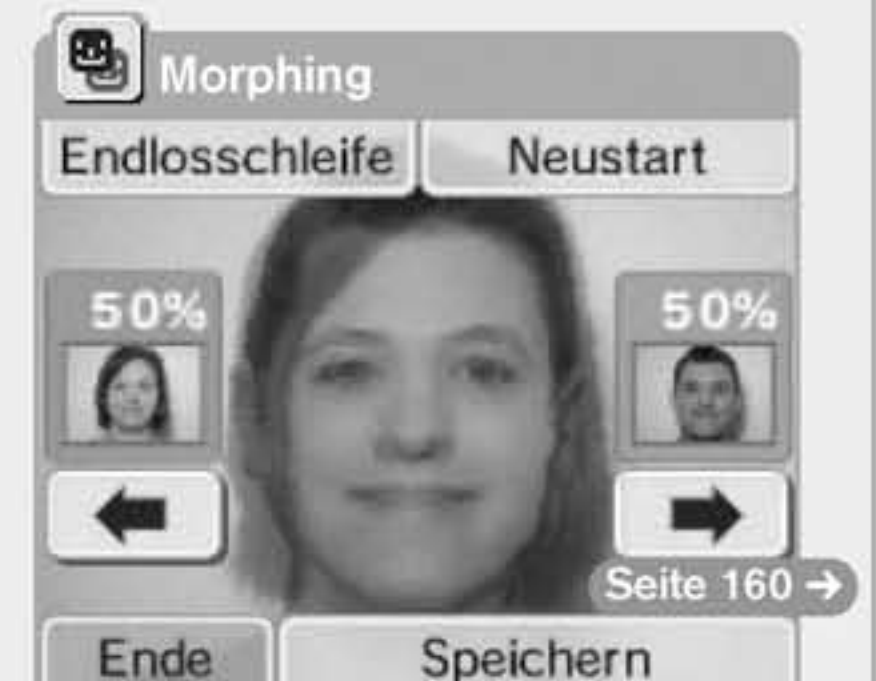 Morphing
Endlosschleife
Neustart
50%
50%
Seite 160 →
Ende
Speichern